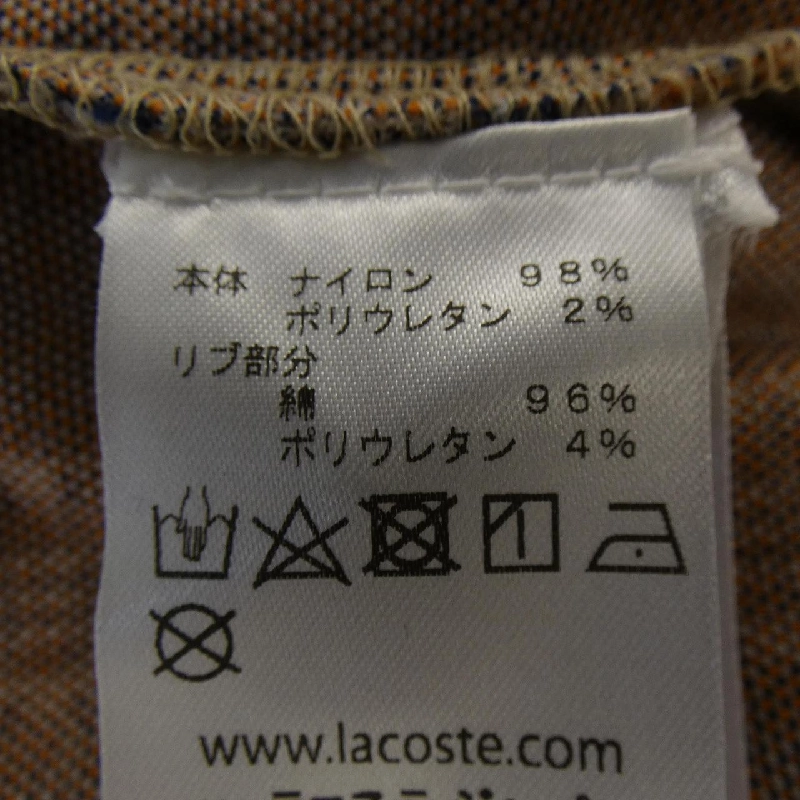 本体 ナイロン 98%
ポリウレタン 2%
リブ部分
綿 96%
ポリウレタン 4%
www.lacoste.com